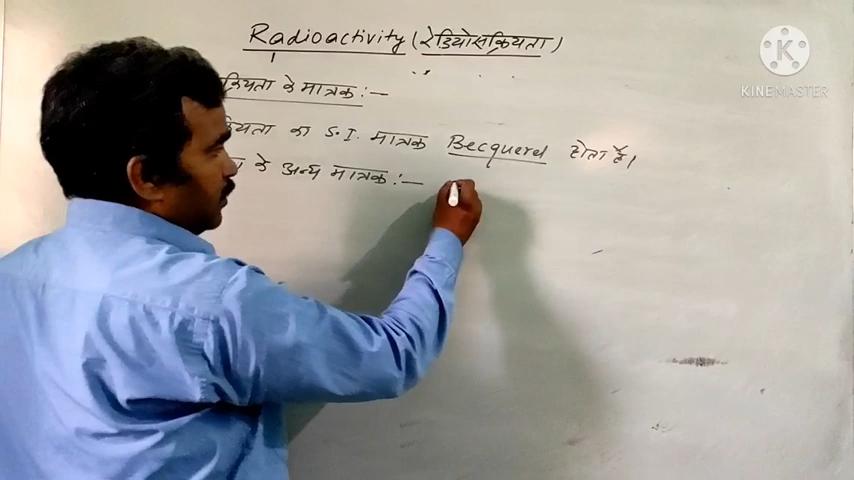 Radioactivity (रेडियोसक्रियता)
क्रियता के मात्रक :-
यता का S.I. मात्रक Becquerel होता है।
के अन्य मात्रक :-
K
KINEMASTER